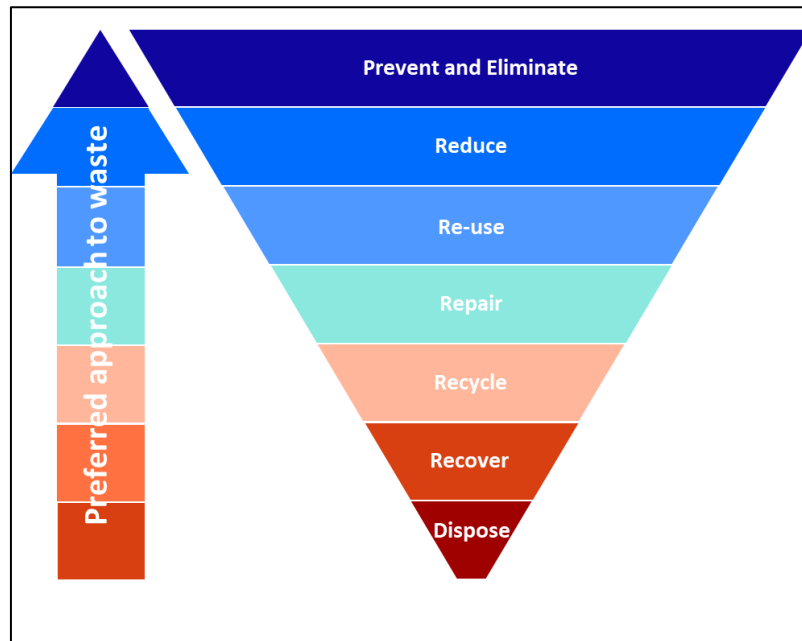 Prevent and Eliminate
Reduce
Re-use
Repair
Recycle
Recover
Dispose
Preferred approach to waste